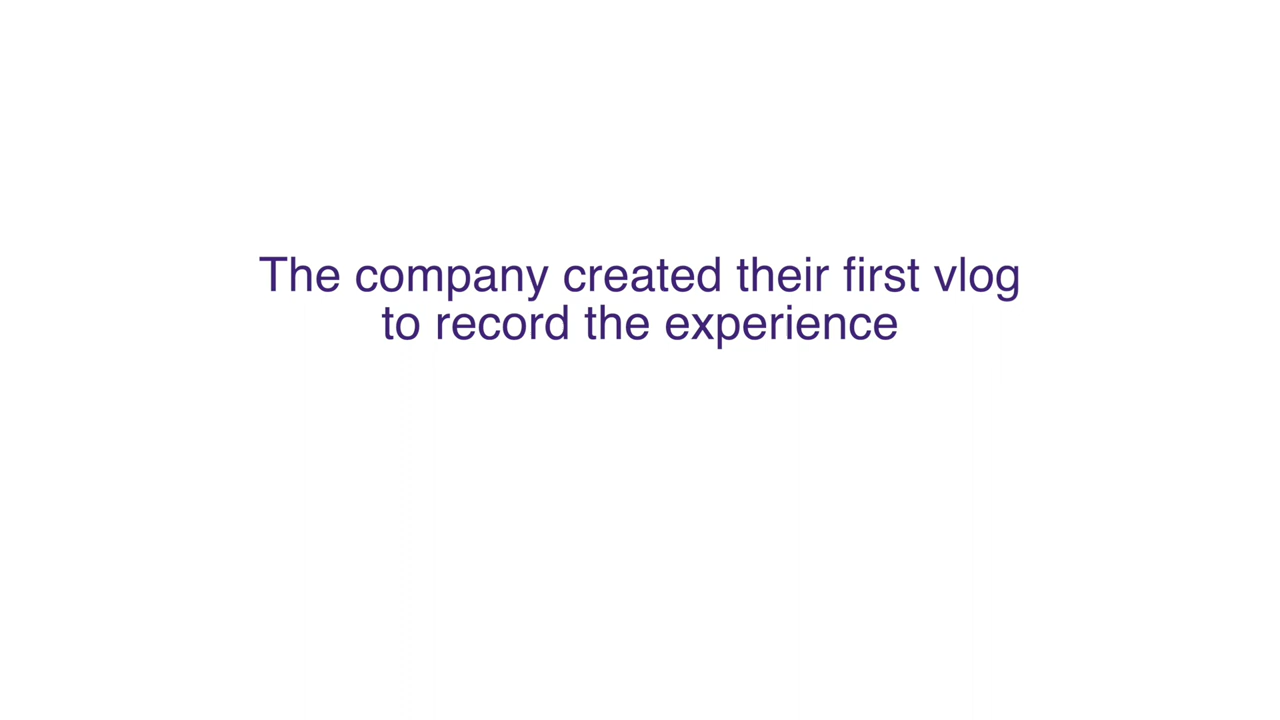 The company created their first vlog
to record the experience